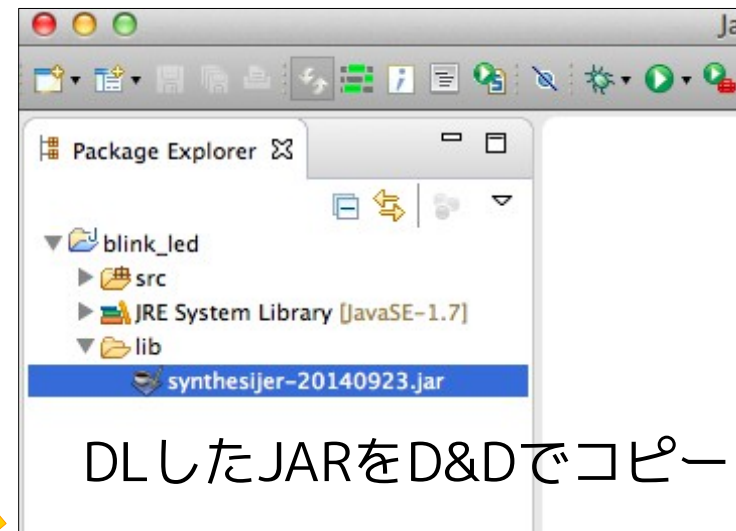 Ja
Package Explorer
blink_led
src
JRE System Library [JavaSE-1.7]
lib
synthesijer-20140923.jar
DLしたJARをD&Dでコピー